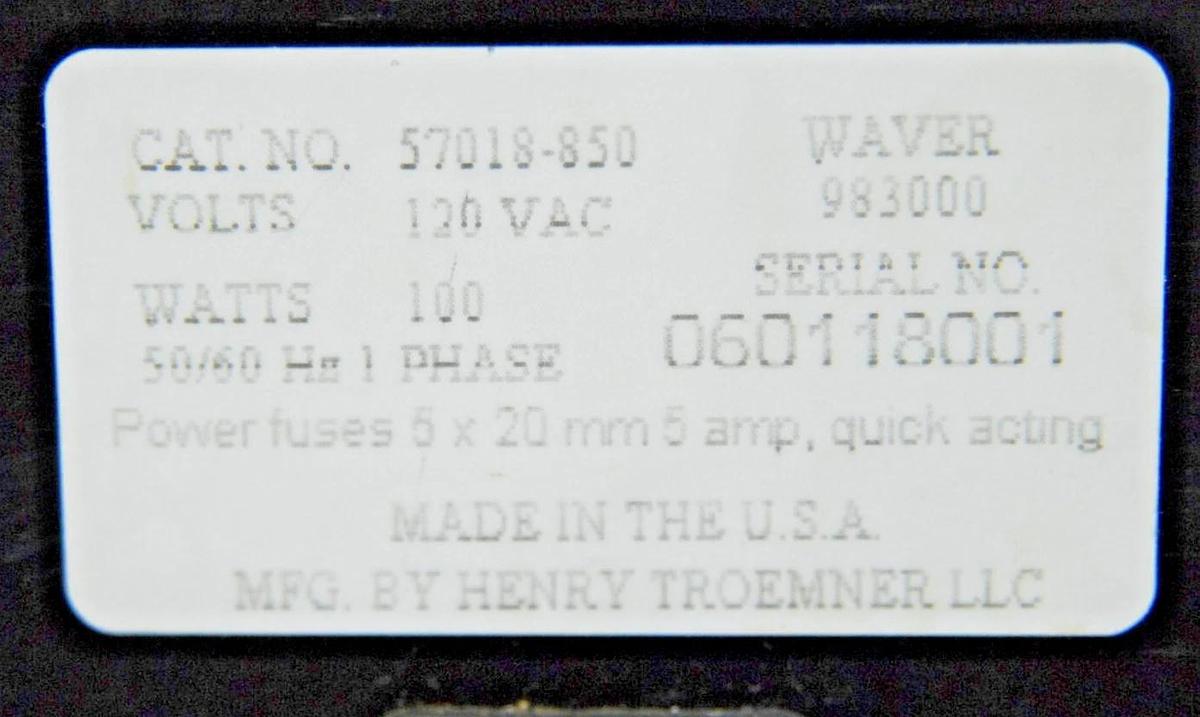 CAT. NO. 57018-850
VOLTS 120 VAC
WATTS 100
50/60 Hz 1 PHASE
WAVER
983000
SERIAL NO.
060118001
Power fuses 5 x 20 mm 5 amp, quick acting
MADE IN THE U.S.A.
MFG. BY HENRY TROEMNER LLC